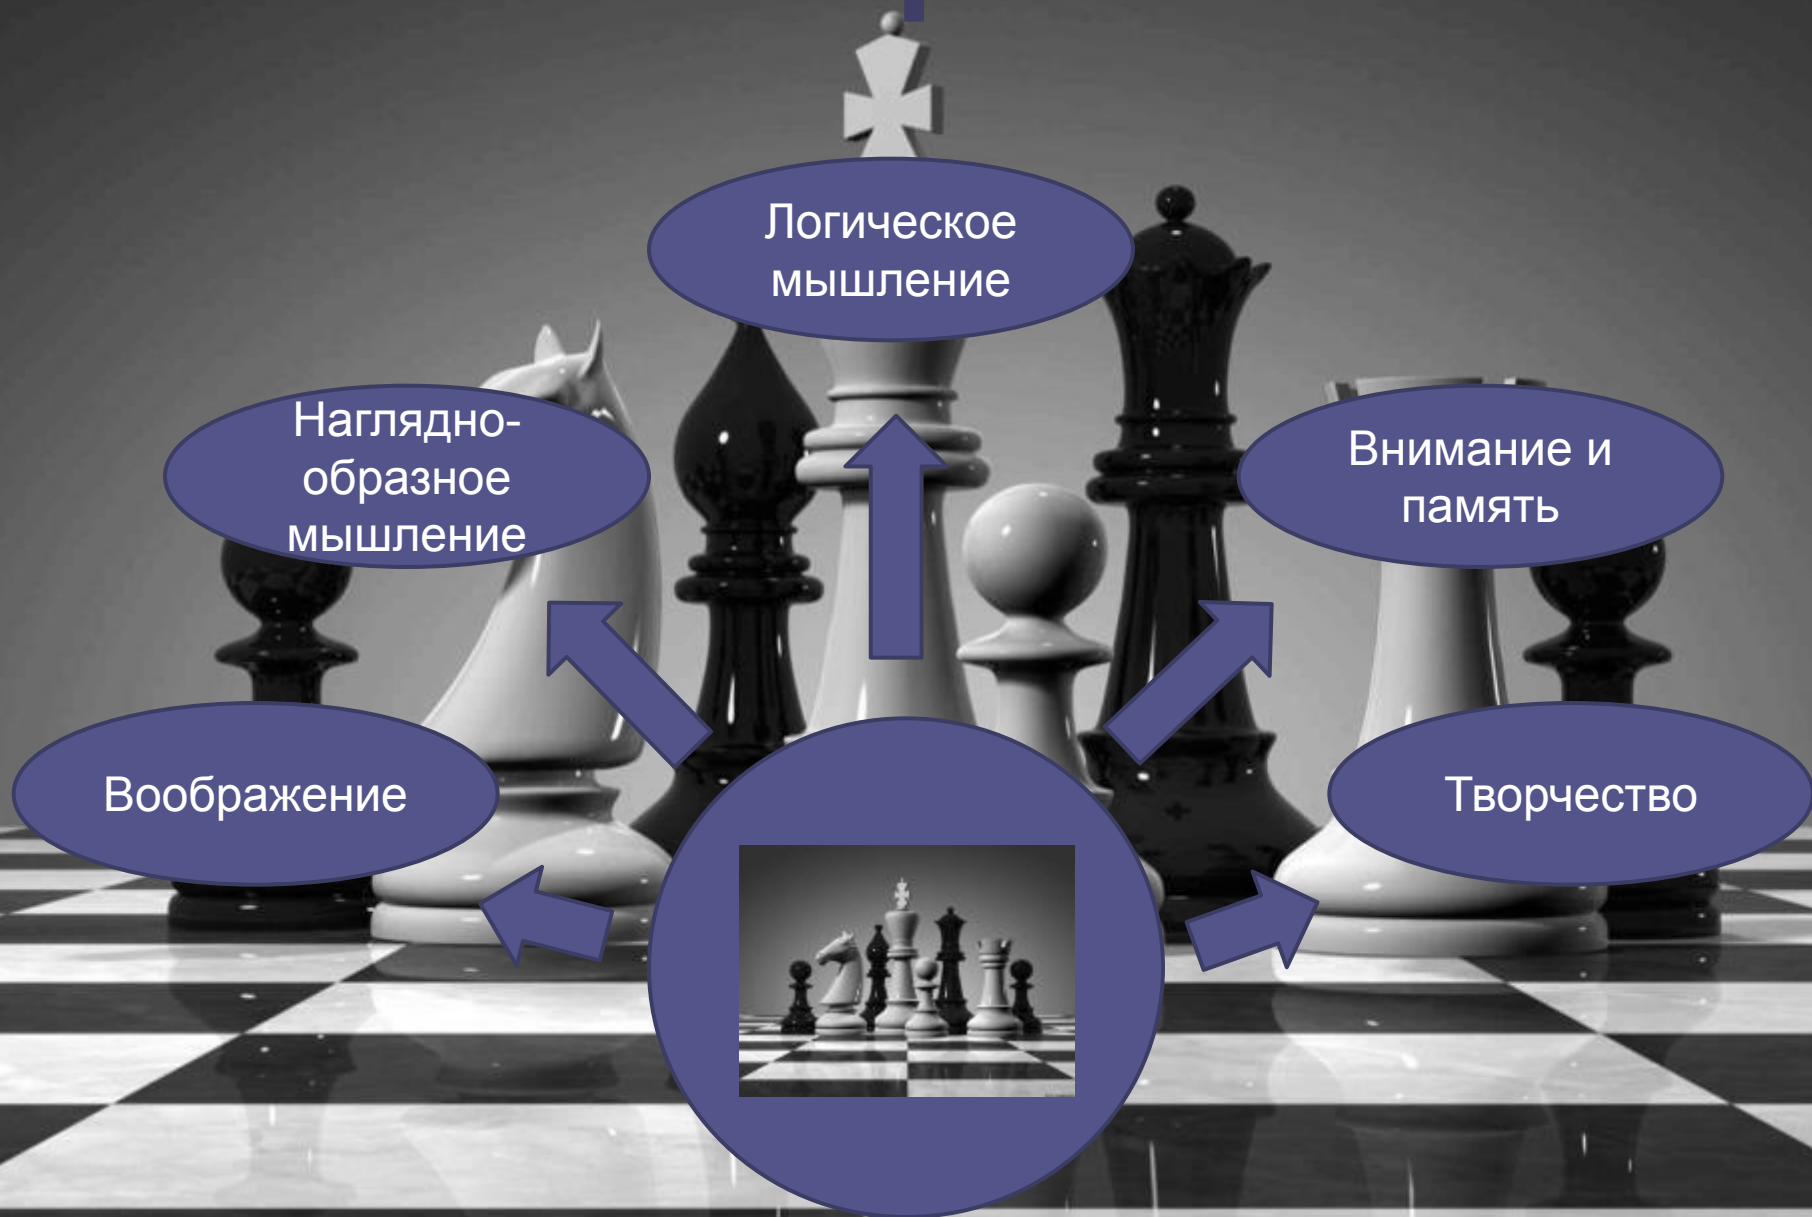 Логическое
мышление
Наглядно-
образное
мышление
Внимание и
память
Воображение
Творчество